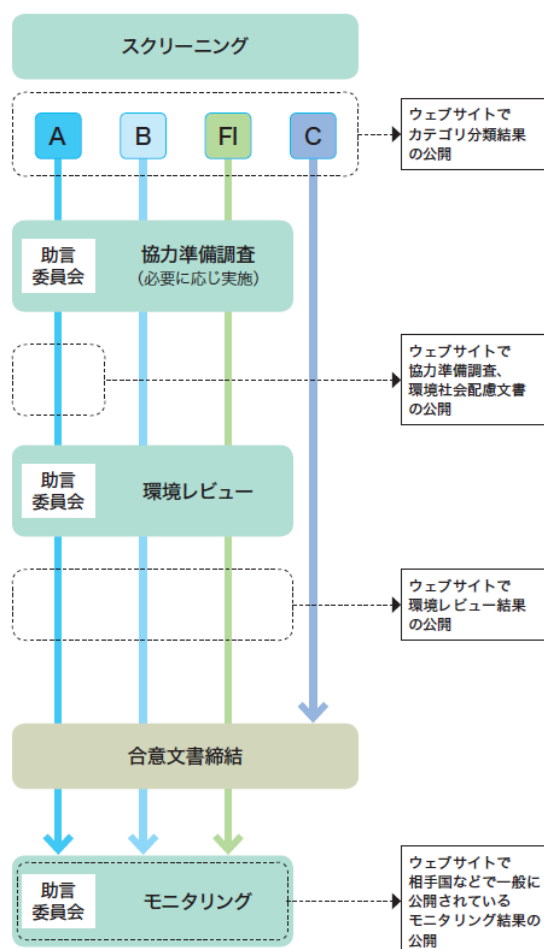 スクリーニング
A
B
FI
C
ウェブサイトで
カテゴリ分類結果
の公開
助言
委員会
協力準備調査
(必要に応じ実施)
ウェブサイトで
協力準備調査、
環境社会配慮文書
の公開
助言
委員会
環境レビュー
ウェブサイトで
環境レビュー結果
の公開
合意文書締結
助言
委員会
モニタリング
ウェブサイトで
相手国などで一般に
公開されている
モニタリング結果の
公開